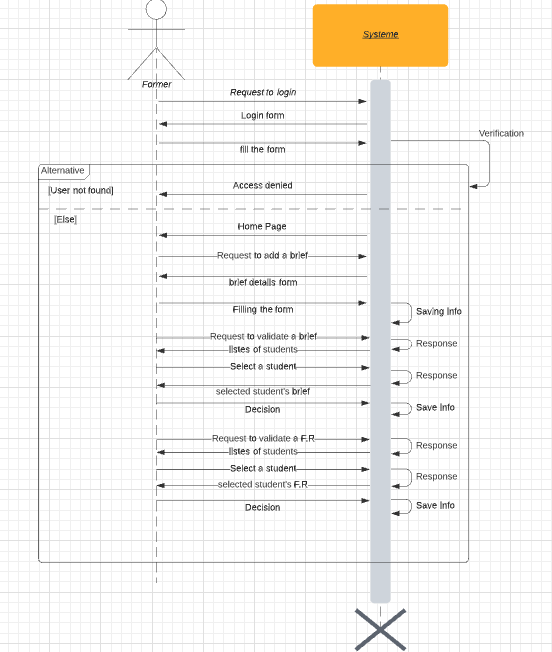 Systeme
Former
Request to login
Login form
Verification
fill the form
Alternative
[User not found]
Access denied
[Else]
Home Page
Request to add a brief
brief details form
Filling the form
Saving Info
Request to validate a brief
Response
listes of students
Select a student
Response
selected student's brief
Decision
Save Info
Request to validate a F.R
Response
listes of students
Select a student
Response
selected student's F.R
Decision
Save Info